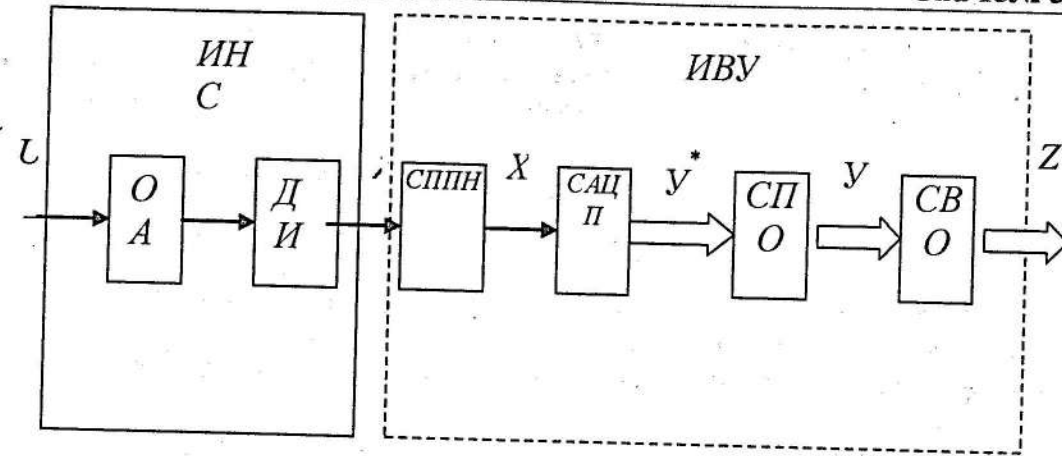 ИН
С
ИВУ
О
А
Д
И
СППН
X
САЦ
П
У*
СП
О
У
СВ
О
Z